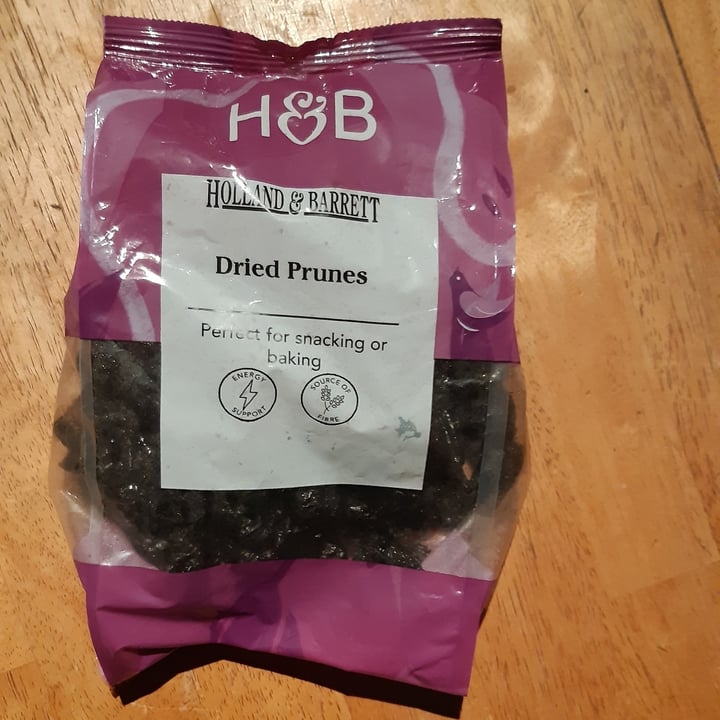 H&B
HOLLAND & BARRETT
Dried Prunes
Perfect for snacking or
baking
ENERGY
SUPPORT
SOURCE OF
FIBRE